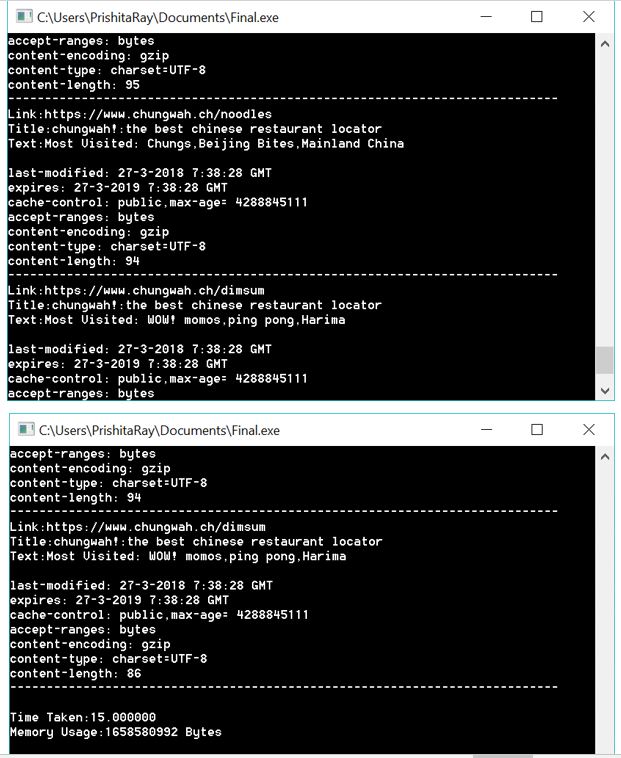 C:\Users\PrishitaRay\Documents\Final.exe
accept-ranges: bytes
content-encoding: gzip
content-type: charset=UTF-8
content-length: 95
---------------------------------------------------------------------------
Link:https://www.chungwah.ch/noodles
Title:chungwah!:the best chinese restaurant locator
Text:Most Visited: Chungs,Beijing Bites,Mainland China
last-modified: 27-3-2018 7:38:28 GMT
expires: 27-3-2019 7:38:28 GMT
cache-control: public,max-age= 4288845111
accept-ranges: bytes
content-encoding: gzip
content-type: charset=UTF-8
content-length: 94
---------------------------------------------------------------------------
Link:https://www.chungwah.ch/dimsum
Title:chungwah!:the best chinese restaurant locator
Text:Most Visited: WOW! momos,ping pong,Harima
last-modified: 27-3-2018 7:38:28 GMT
expires: 27-3-2019 7:38:28 GMT
cache-control: public,max-age= 4288845111
accept-ranges: bytes
C:\Users\PrishitaRay\Documents\Final.exe
accept-ranges: bytes
content-encoding: gzip
content-type: charset=UTF-8
content-length: 94
---------------------------------------------------------------------------
Link:https://www.chungwah.ch/dimsum
Title:chungwah!:the best chinese restaurant locator
Text:Most Visited: WOW! momos,ping pong,Harima
last-modified: 27-3-2018 7:38:28 GMT
expires: 27-3-2019 7:38:28 GMT
cache-control: public,max-age= 4288845111
accept-ranges: bytes
content-encoding: gzip
content-type: charset=UTF-8
content-length: 86
---------------------------------------------------------------------------
Time Taken:15.000000
Memory Usage:1658580992 Bytes